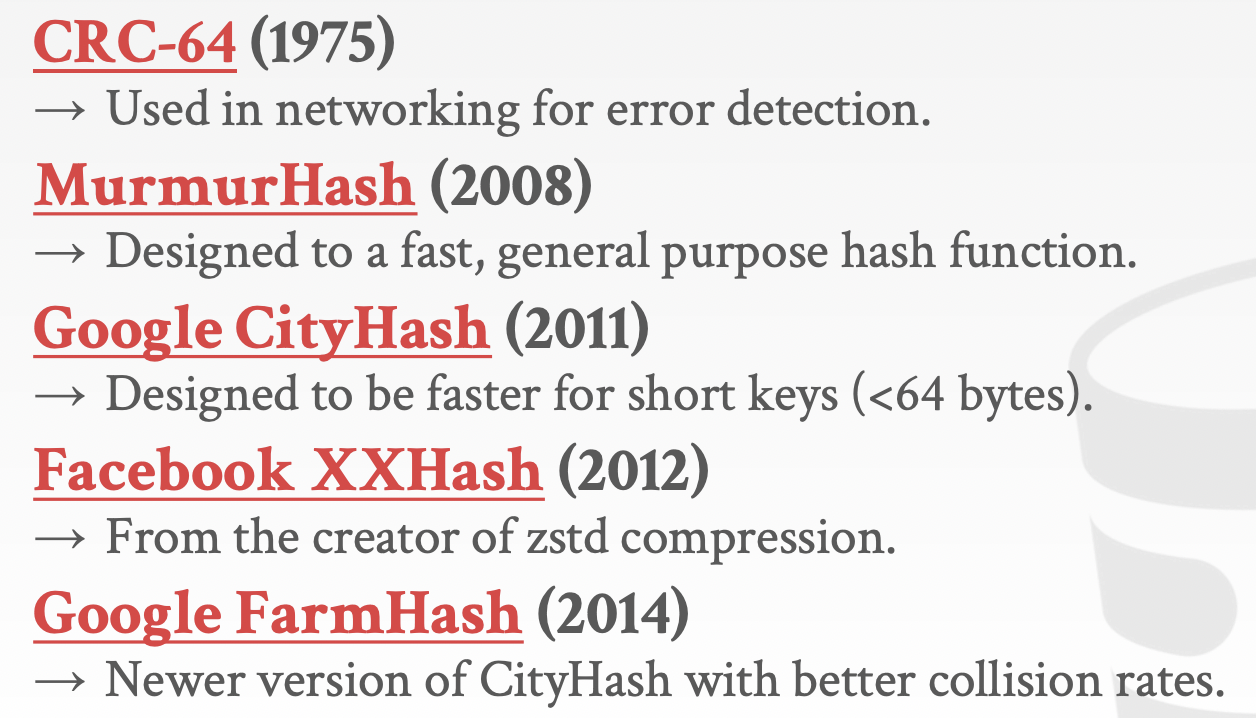 CRC-64 (1975)
→ Used in networking for error detection.
MurmurHash (2008)
→ Designed to a fast, general purpose hash function.
Google CityHash (2011)
→ Designed to be faster for short keys (<64 bytes).
Facebook XXHash (2012)
→ From the creator of zstd compression.
Google FarmHash (2014)
→ Newer version of CityHash with better collision rates.